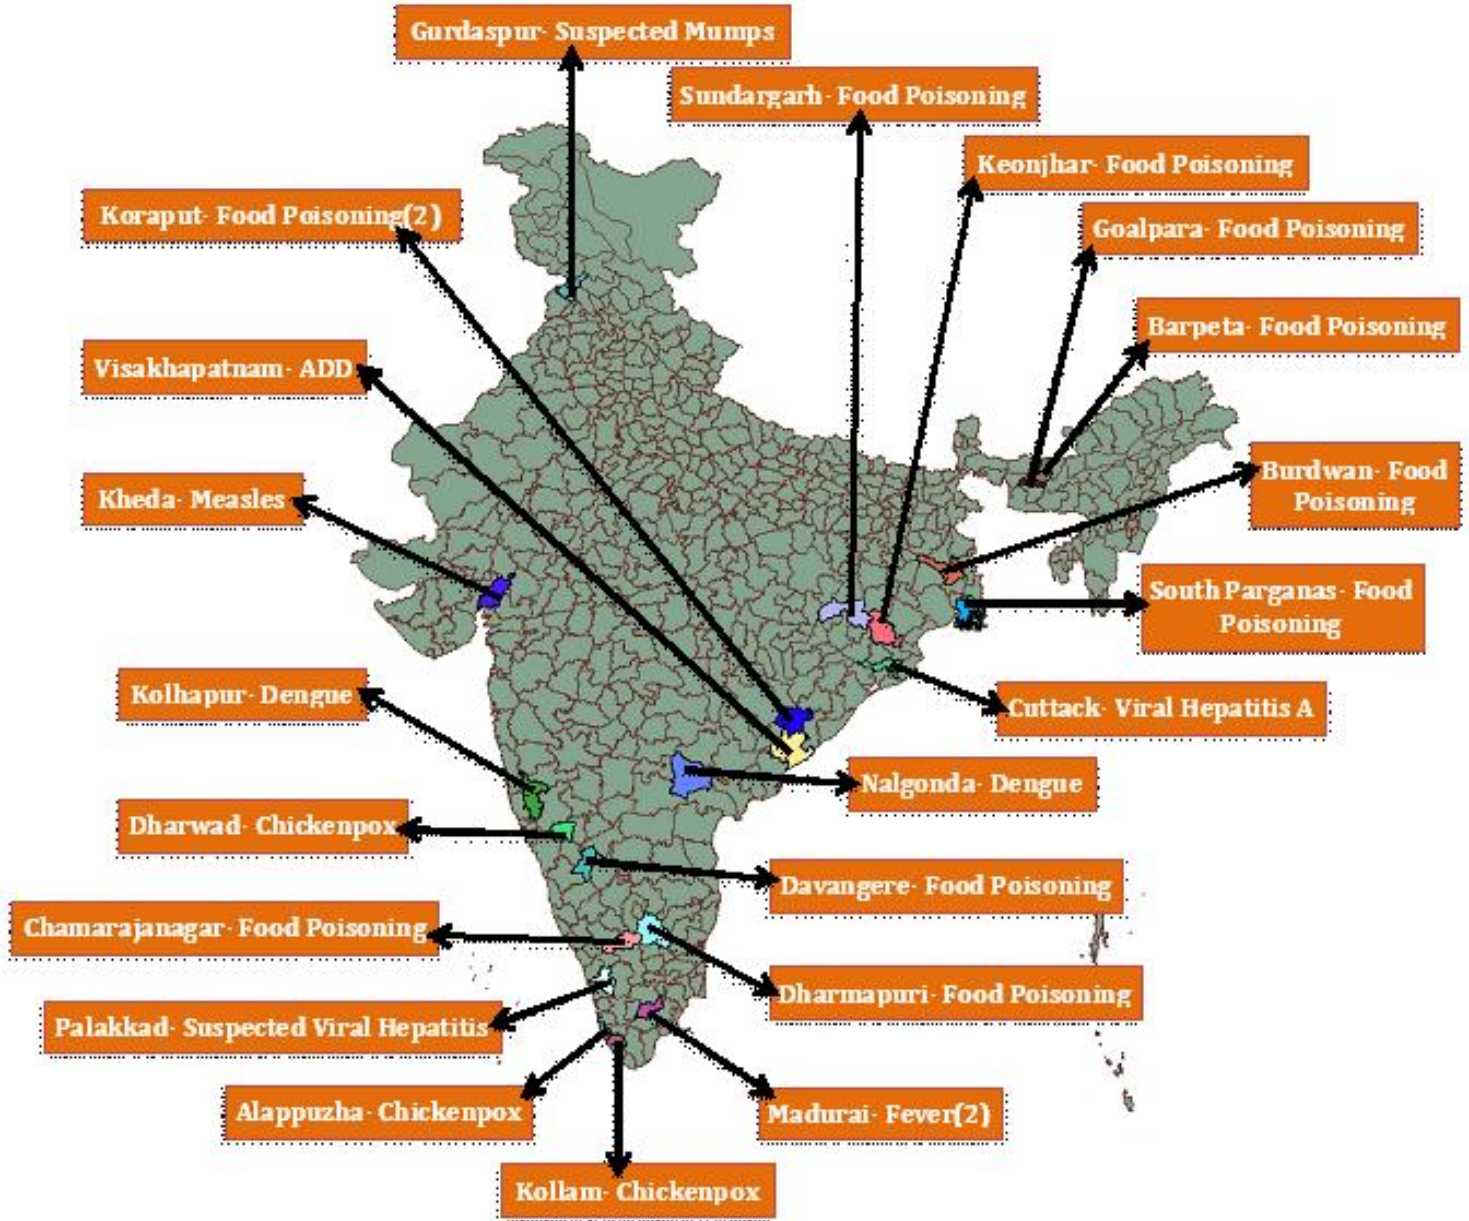 Gurdaspur- Suspected Mumps
Sundargarh- Food Poisoning
Keonjhar- Food Poisoning
Koraput- Food Poisoning(2)
Goalpara- Food Poisoning
Barpeta- Food Poisoning
Visakhapatnam- ADD
Burdwan- Food
Poisoning
Kheda- Measles
South Parganas- Food
Poisoning
Kolhapur- Dengue
Cuttack- Viral Hepatitis A
Nalgonda- Dengue
Dharwad- Chickenpox
Davangere- Food Poisoning
Chamarajanagar- Food Poisoning
Dharmapuri- Food Poisoning
Palakkad- Suspected Viral Hepatitis
Alappuzha- Chickenpox
Madurai- Fever(2)
Kollam- Chickenpox